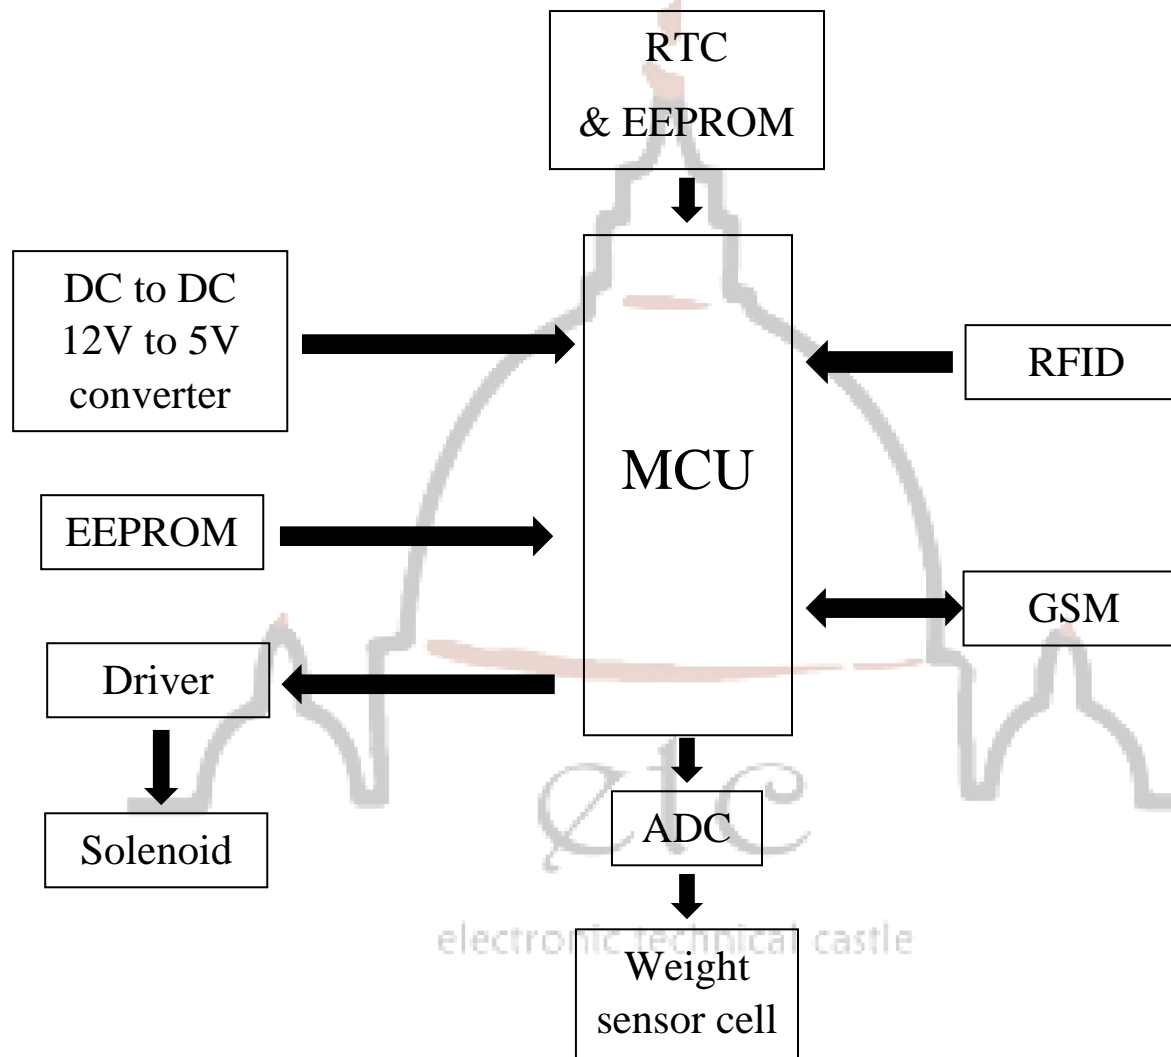 RTC
& EEPROM
DC to DC
12V to 5V
converter
RFID
MCU
EEPROM
GSM
Driver
etc
ADC
Solenoid
electronic technical castle
Weight
sensor cell